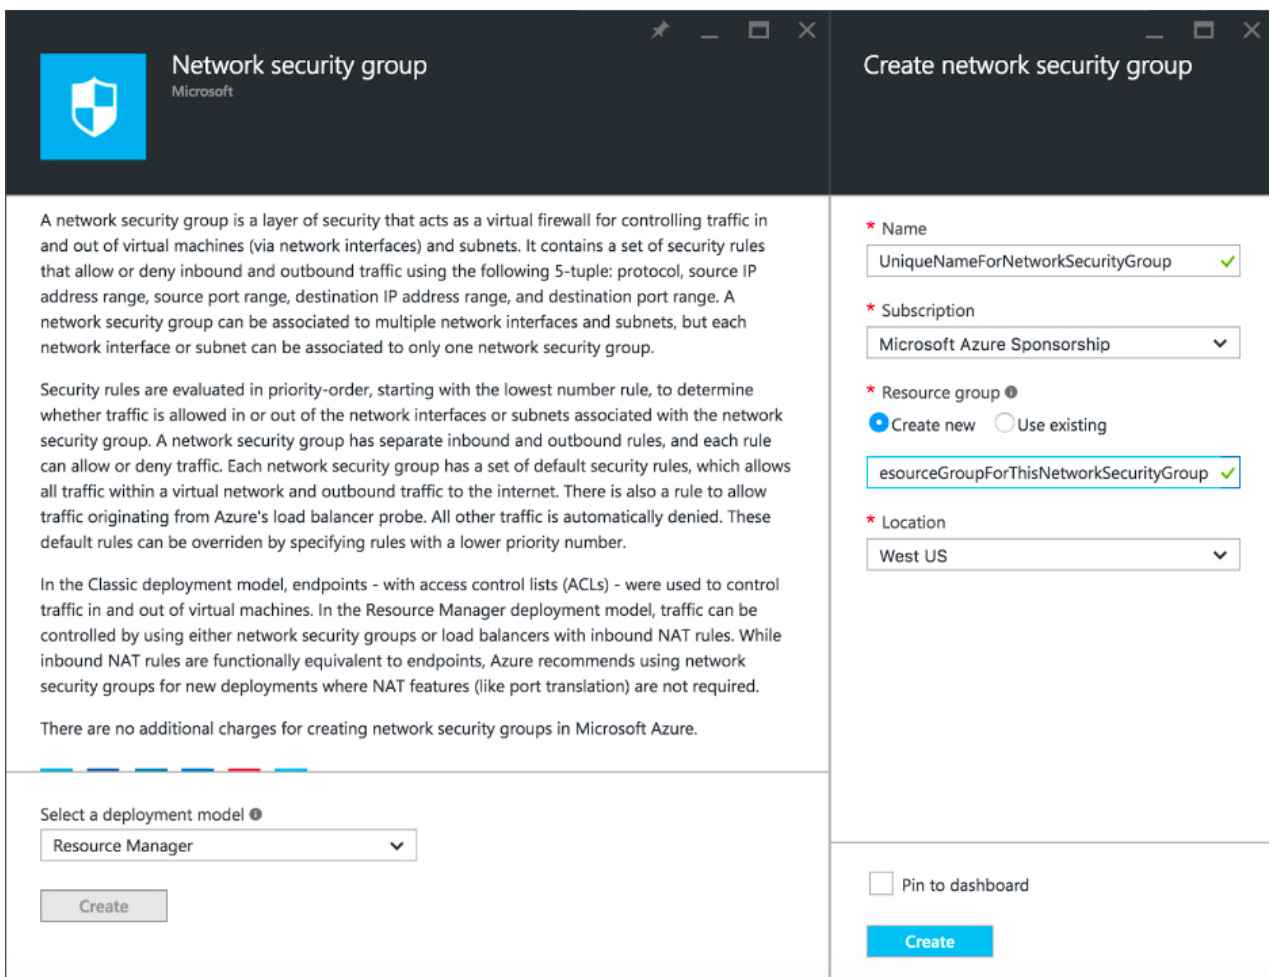 Network security group
Microsoft
A network security group is a layer of security that acts as a virtual firewall for controlling traffic in
and out of virtual machines (via network interfaces) and subnets. It contains a set of security rules
that allow or deny inbound and outbound traffic using the following 5-tuple: protocol, source IP
address range, source port range, destination IP address range, and destination port range. A
network security group can be associated to multiple network interfaces and subnets, but each
network interface or subnet can be associated to only one network security group.
Security rules are evaluated in priority-order, starting with the lowest number rule, to determine
whether traffic is allowed in or out of the network interfaces or subnets associated with the network
security group. A network security group has separate inbound and outbound rules, and each rule
can allow or deny traffic. Each network security group has a set of default security rules, which allows
all traffic within a virtual network and outbound traffic to the internet. There is also a rule to allow
traffic originating from Azure's load balancer probe. All other traffic is automatically denied. These
default rules can be overriden by specifying rules with a lower priority number.
In the Classic deployment model, endpoints - with access control lists (ACLs) - were used to control
traffic in and out of virtual machines. In the Resource Manager deployment model, traffic can be
controlled by using either network security groups or load balancers with inbound NAT rules. While
inbound NAT rules are functionally equivalent to endpoints, Azure recommends using network
security groups for new deployments where NAT features (like port translation) are not required.
There are no additional charges for creating network security groups in Microsoft Azure.
Select a deployment model
Resource Manager
Create
Create network security group
* Name
UniqueNameForNetworkSecurityGroup
* Subscription
Microsoft Azure Sponsorship
* Resource group
Create new Use existing
esourceGroupForThisNetworkSecurityGroup
* Location
West US
Pin to dashboard
Create